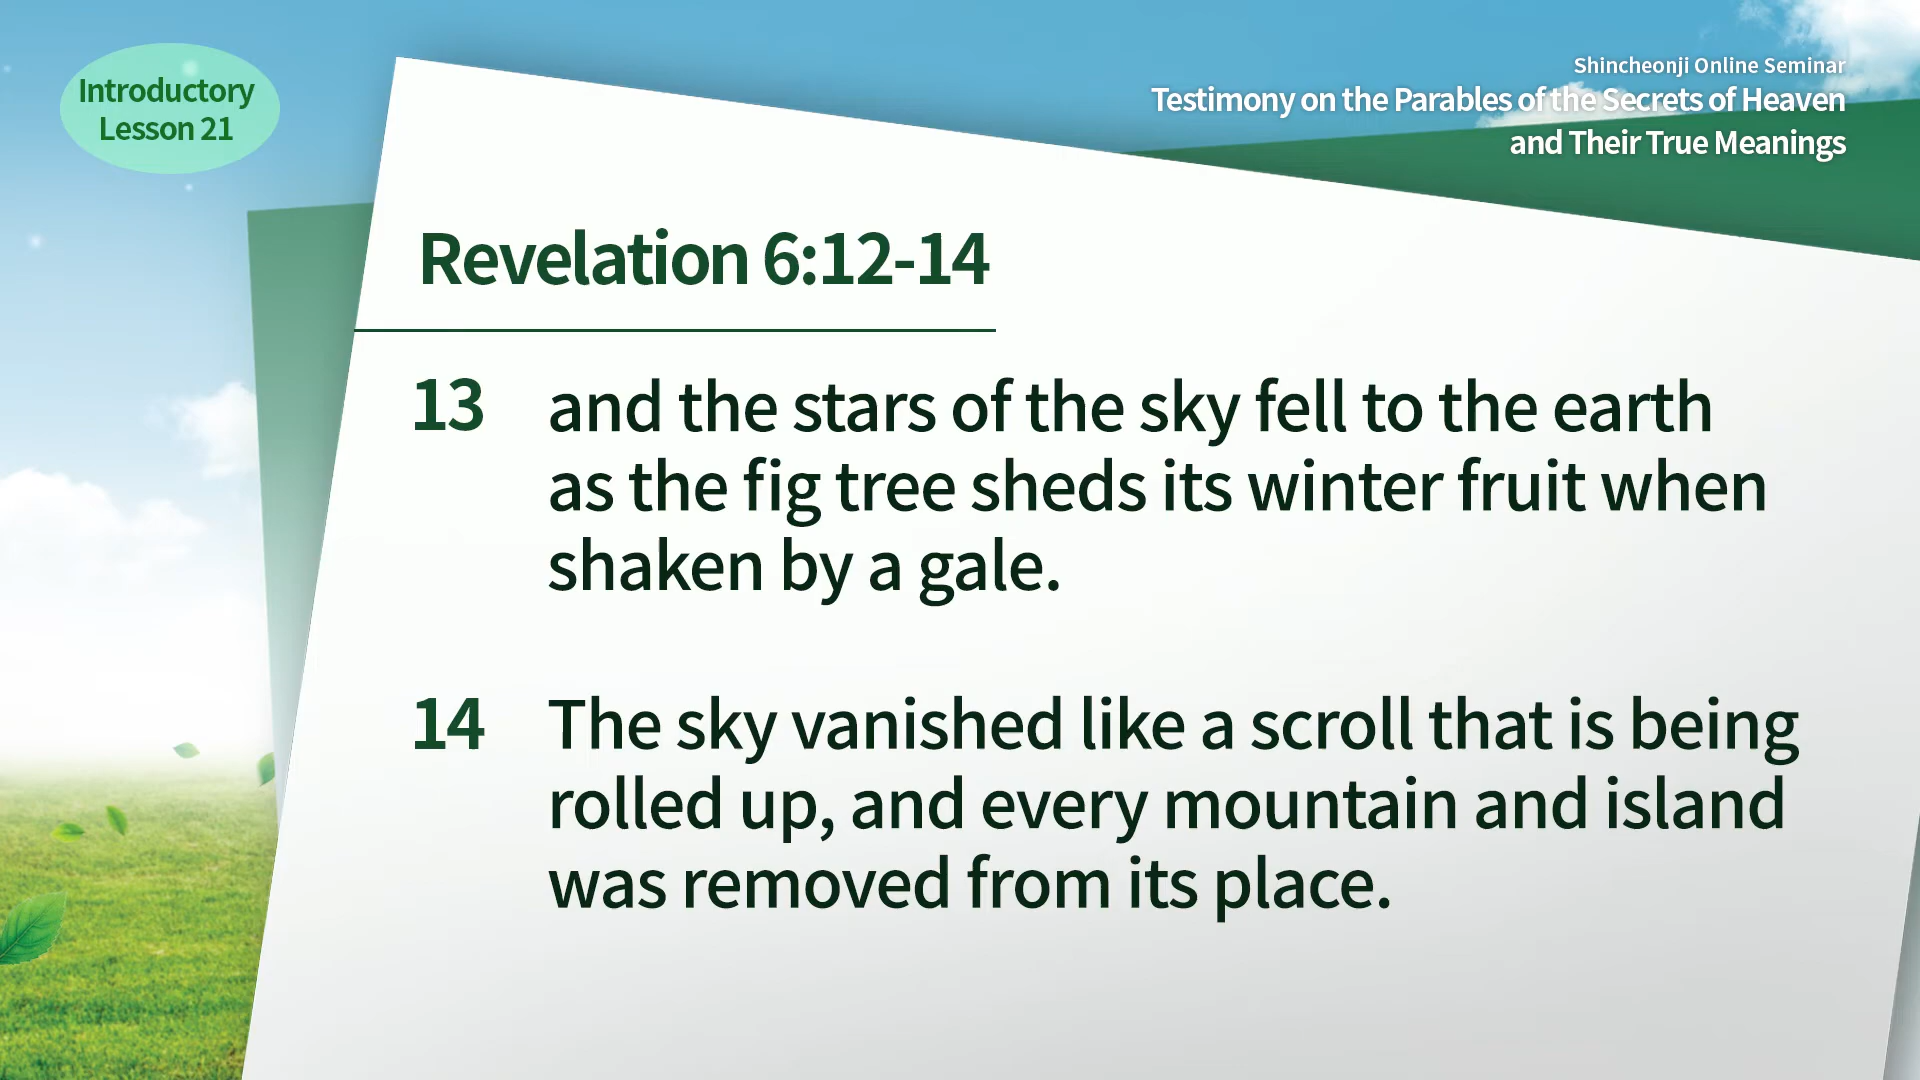 Introductory
Lesson 21
Shincheonji Online Seminar
Testimony on the Parables of the Secrets of Heaven
and Their True Meanings
Revelation 6:12-14
13 and the stars of the sky fell to the earth
as the fig tree sheds its winter fruit when
shaken by a gale.
14 The sky vanished like a scroll that is being
rolled up, and every mountain and island
was removed from its place.